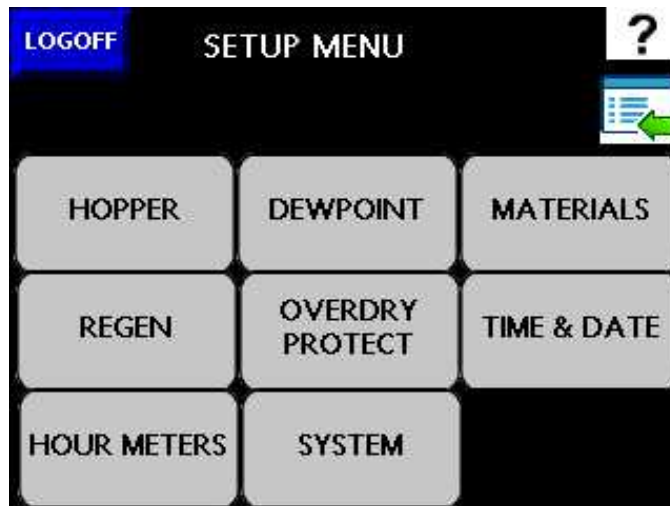 LOGOFF
SETUP MENU
?
HOPPER
DEWPOINT
MATERIALS
REGEN
OVERDRY
PROTECT
TIME & DATE
HOUR METERS
SYSTEM